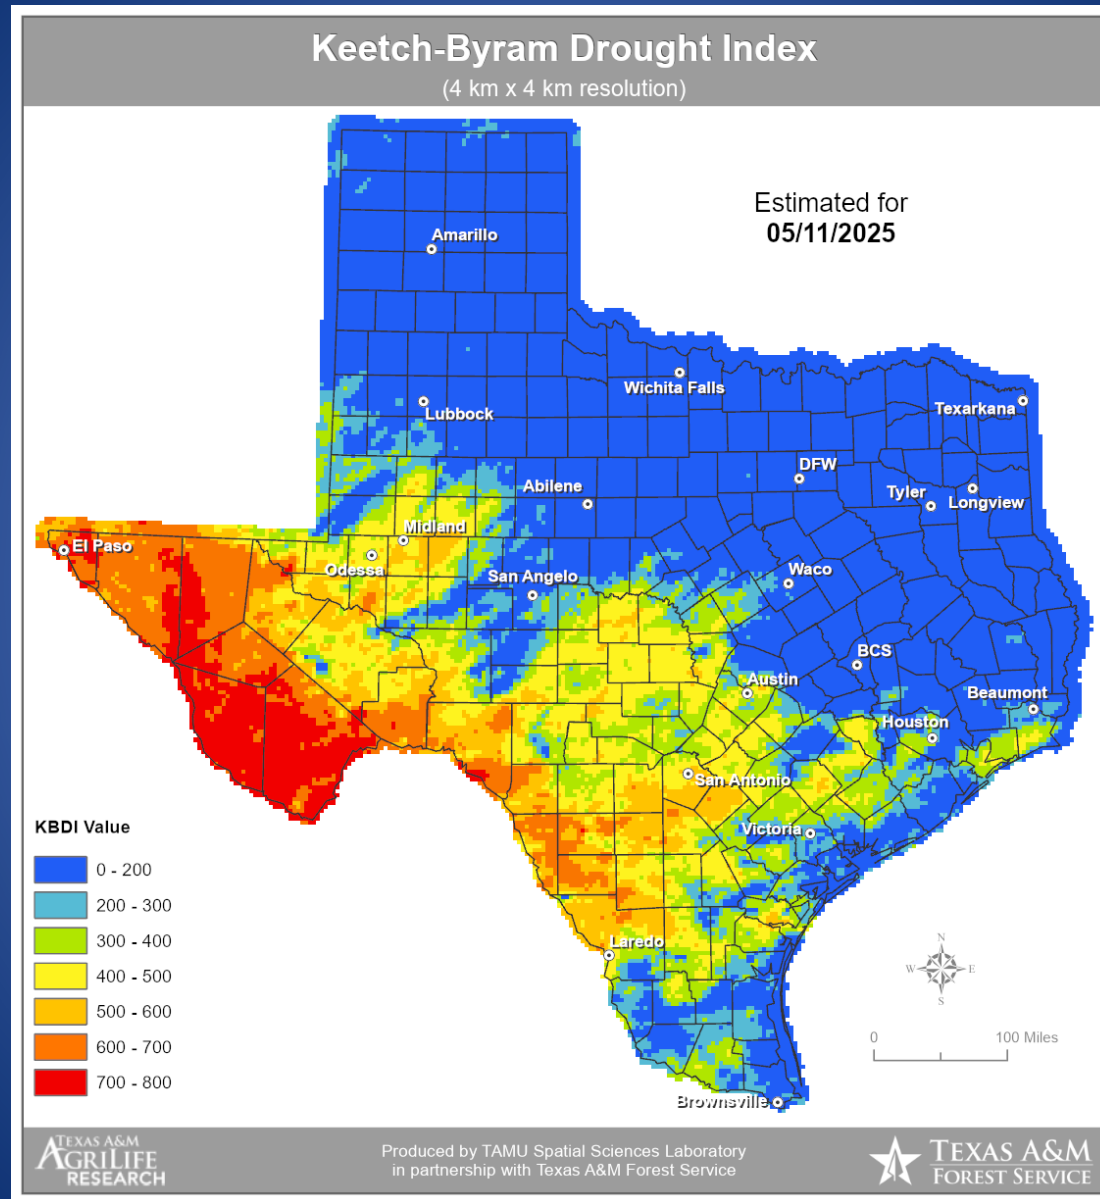 Keetch-Byram Drought Index
(4 km x 4 km resolution)
Estimated for
05/11/2025
Amarillo
Wichita Falls
Lubbock
Texarkana
DFW
Abilene
Tyler
Longview
Midland
El Paso
Odessa
San Angelo
Waco
BCS
Austin
Beaumont
Houston
San Antonio
Victoria
Laredo
Brownsville
KBDI Value
0 - 200
200 - 300
300 - 400
400 - 500
500 - 600
600 - 700
700 - 800
N
W E
S
0 100 Miles
TEXAS A&M
AGRILIFE
RESEARCH
Produced by TAMU Spatial Sciences Laboratory
in partnership with Texas A&M Forest Service
TEXAS A&M
FOREST SERVICE